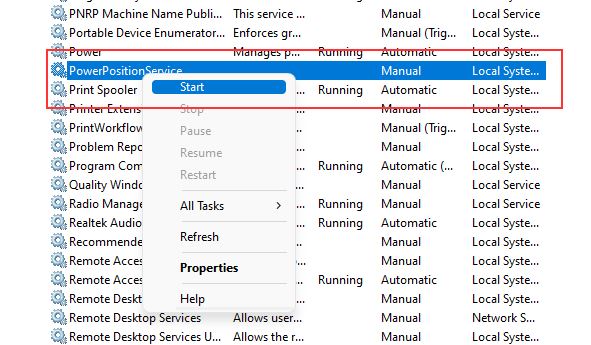 PNRP Machine Name Publi... This service ... Manual Local Service
Portable Device Enumerator... Enforces gr... Manual (Trig... Local Syste...
Power Manages p... Running Automatic Local Syste...
PowerPositionService Manual Local Syste...
Print Spooler Running Automatic Local Syste...
Start
Printer Extens Manual Local Syste...
Stop
PrintWorkflow Manual (Trig... Local Syste...
Pause
Problem Repo Manual Local Syste...
Resume
Program Com Running Automatic (... Local Syste...
Restart
Quality Windo Manual Local Service
Radio Manage Running Manual Local Service
All Tasks
Realtek Audio Running Automatic Local Syste...
Refresh
Recommende Manual Local Syste...
Remote Acces Manual Local Syste...
Properties
Remote Acces Running Automatic Local Syste...
Remote Deskt Manual Local Syste...
Help
Remote Desktop Services Allows user... Manual Network S...
Remote Desktop Services U... Allows the r... Manual Local Syste...